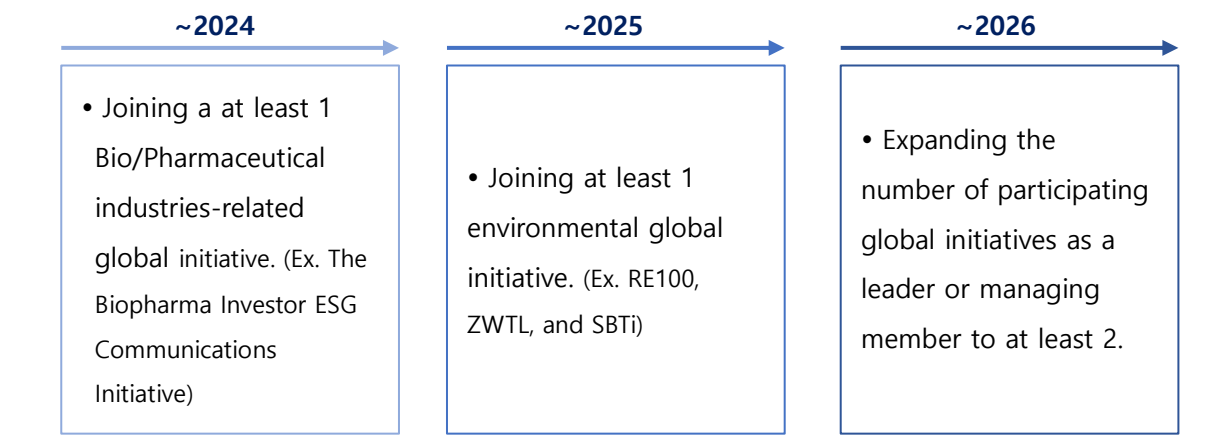 ~2024
• Joining a at least 1
Bio/Pharmaceutical
industries-related
global initiative. (Ex. The
Biopharma Investor ESG
Communications
Initiative)
~2025
• Joining at least 1
environmental global
initiative. (Ex. RE100,
ZWTL, and SBTi)
~2026
• Expanding the
number of participating
global initiatives as a
leader or managing
member to at least 2.